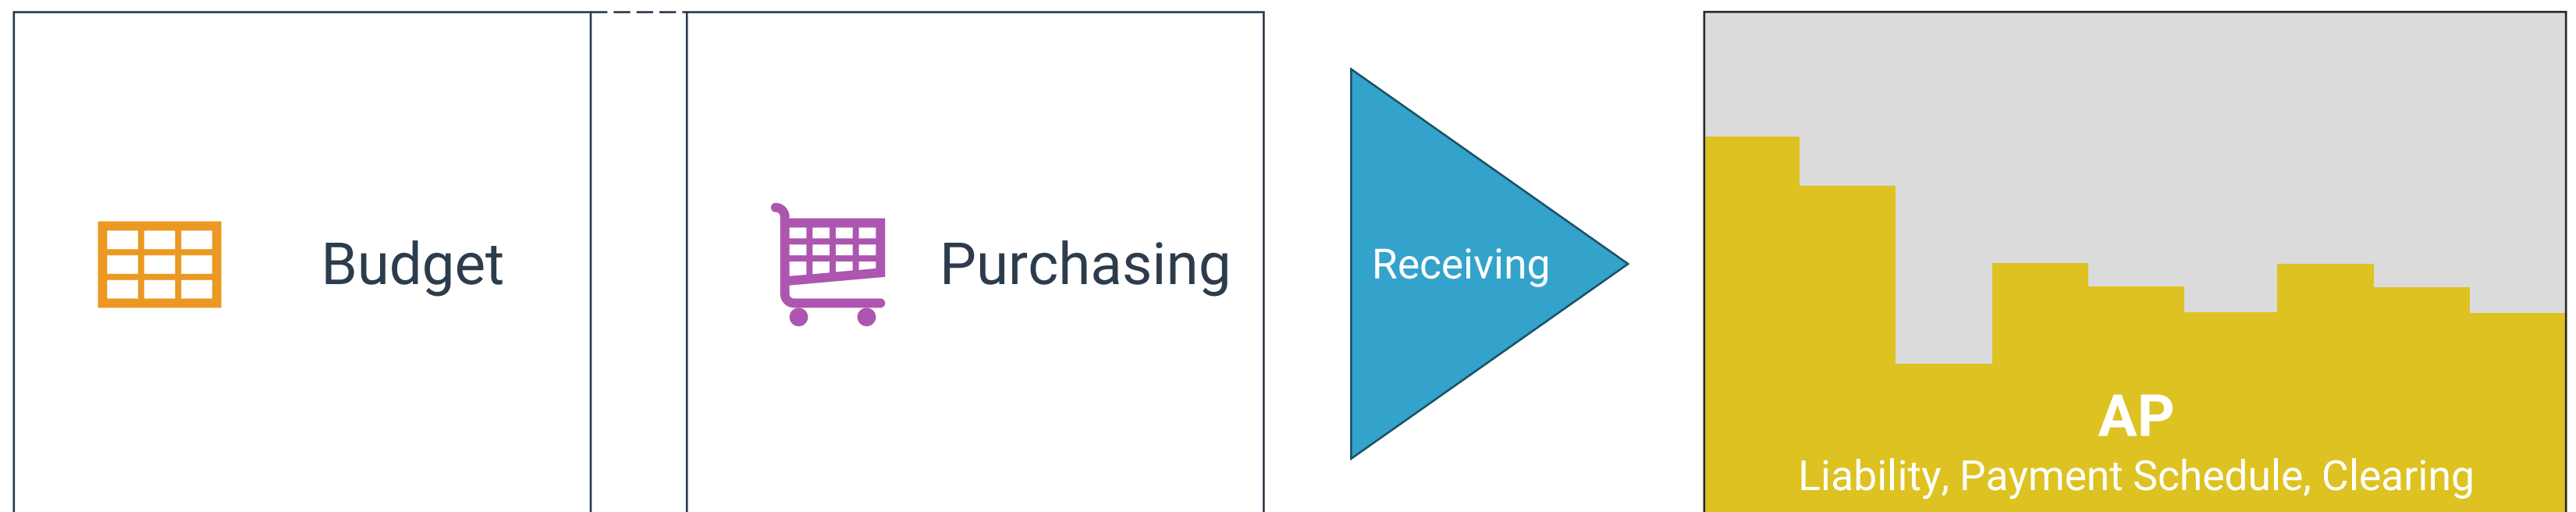 Budget
Purchasing
Receiving
AP
Liability, Payment Schedule, Clearing